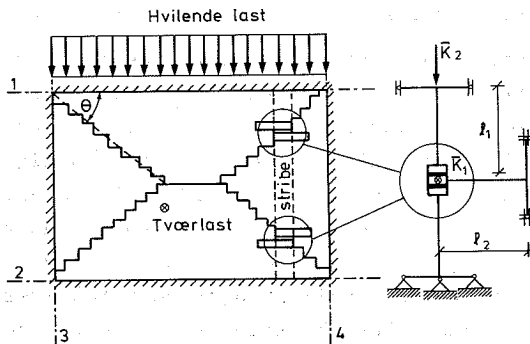 Hvilende last
1
θ
K̄₂
ℓ₁
K̄₁
stribe
Tværlast
ℓ₂
2
3
4